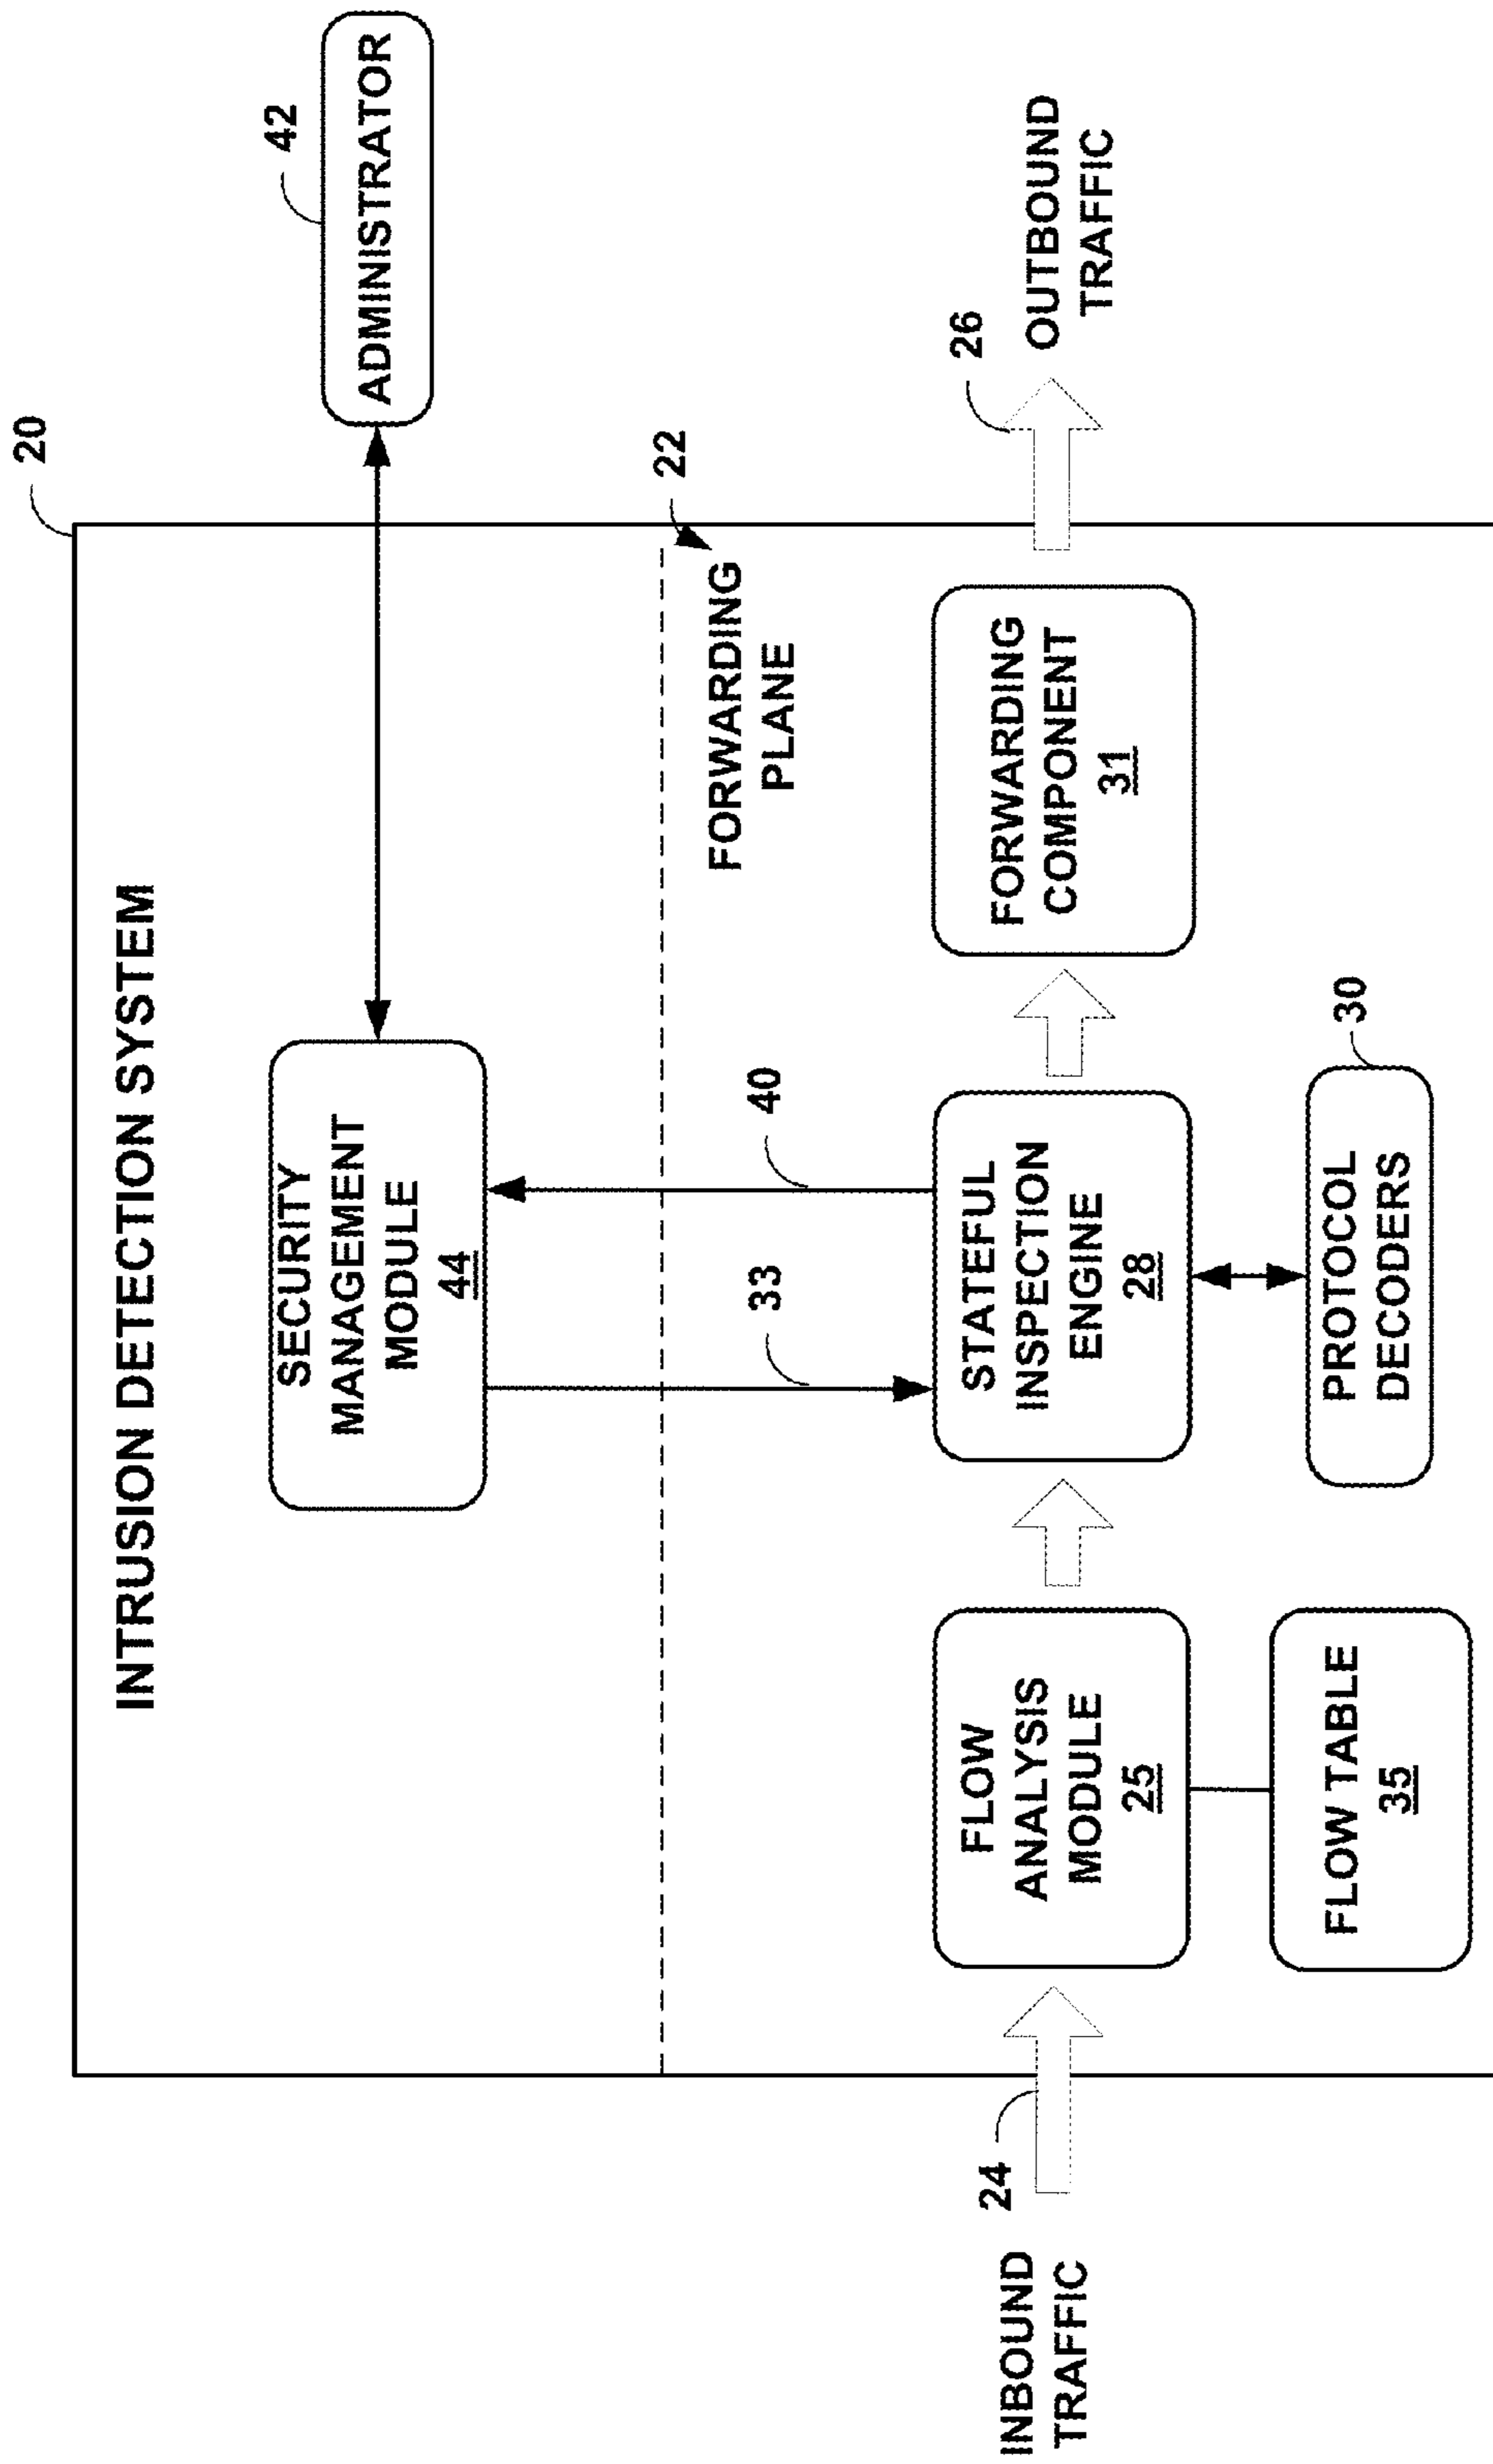 INTRUSION DETECTION SYSTEM
20
SECURITY
MANAGEMENT
MODULE
44
42
ADMINISTRATOR
33
40
22
FORWARDING
PLANE
INBOUND
TRAFFIC
24
FLOW
ANALYSIS
MODULE
25
STATEFUL
INSPECTION
ENGINE
28
FORWARDING
COMPONENT
31
26
OUTBOUND
TRAFFIC
FLOW TABLE
35
PROTOCOL
DECODERS
30